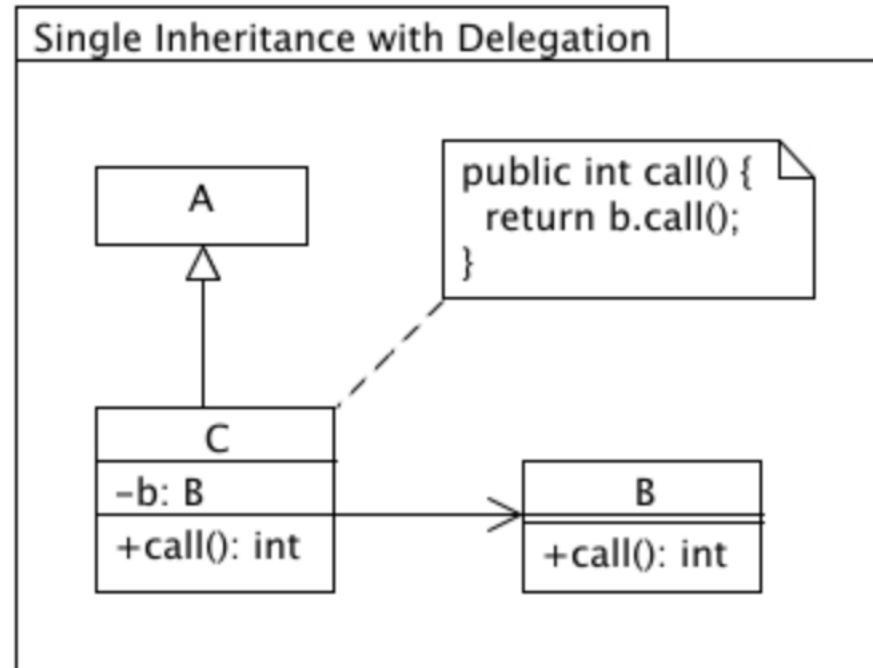 Single Inheritance with Delegation
A
public int call() {
return b.call();
}
C
-b: B
+call(): int
B
+call(): int